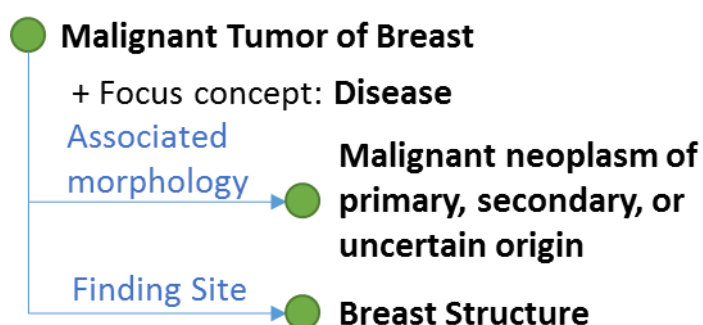 Malignant Tumor of Breast
+ Focus concept: Disease
Associated
morphology
Malignant neoplasm of
primary, secondary, or
uncertain origin
Finding Site
Breast Structure